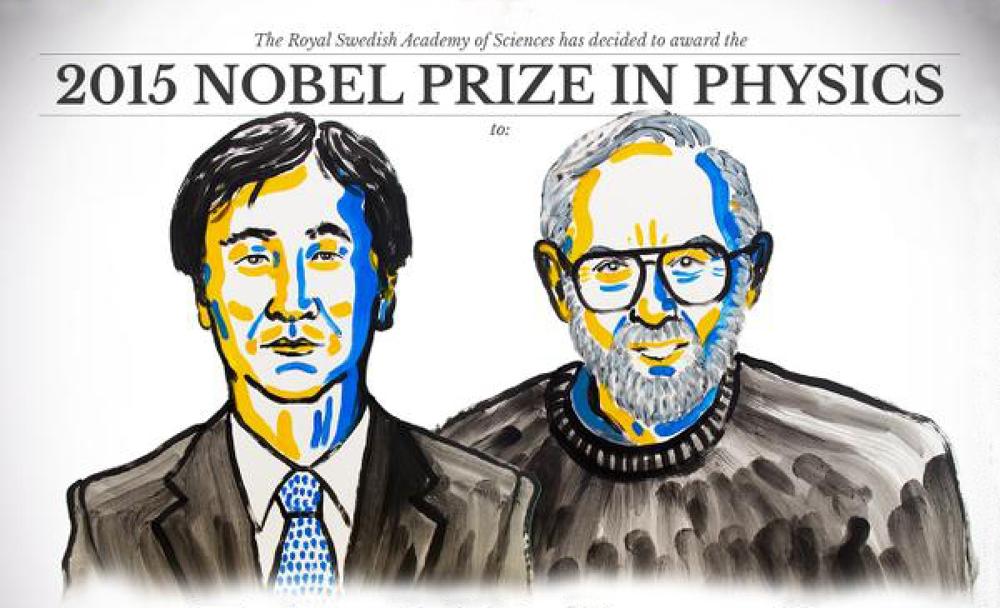 The Royal Swedish Academy of Sciences has decided to award the
2015 NOBEL PRIZE IN PHYSICS
to: